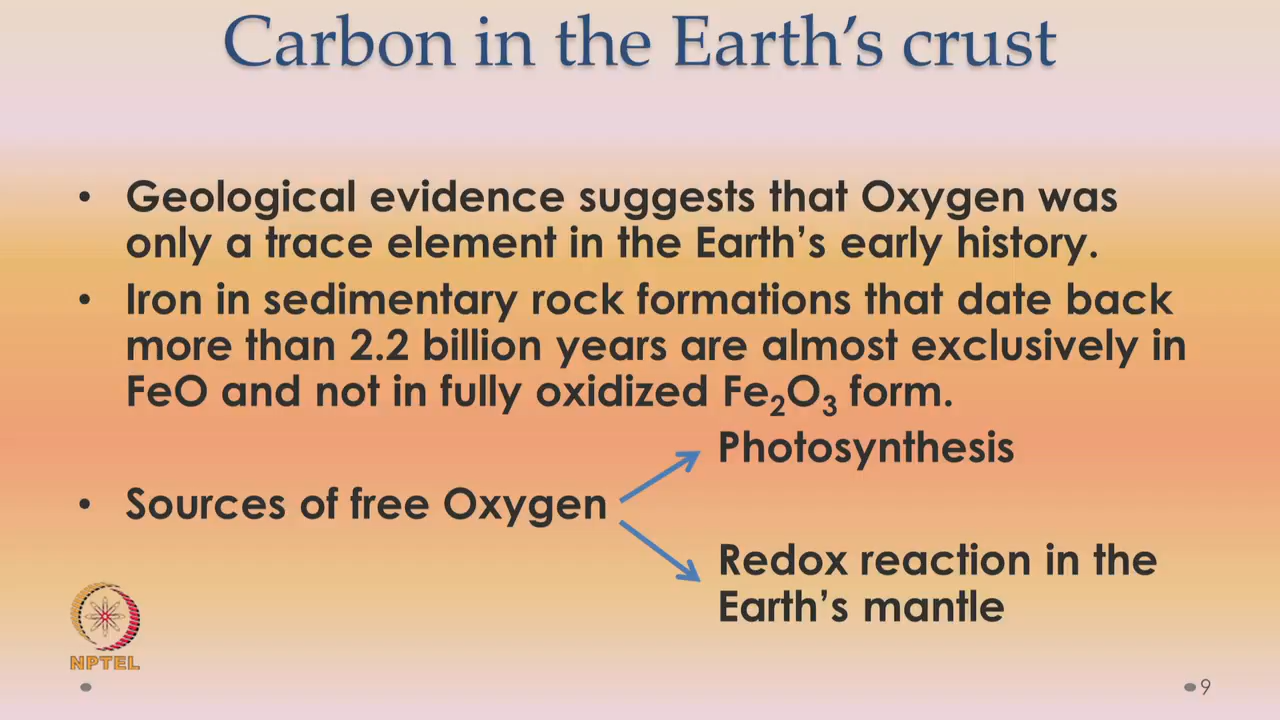 Carbon in the Earth’s crust
• Geological evidence suggests that Oxygen was
only a trace element in the Earth’s early history.
• Iron in sedimentary rock formations that date back
more than 2.2 billion years are almost exclusively in
FeO and not in fully oxidized Fe₂O₃ form.
Photosynthesis
• Sources of free Oxygen
Redox reaction in the
Earth’s mantle
NPTEL
9